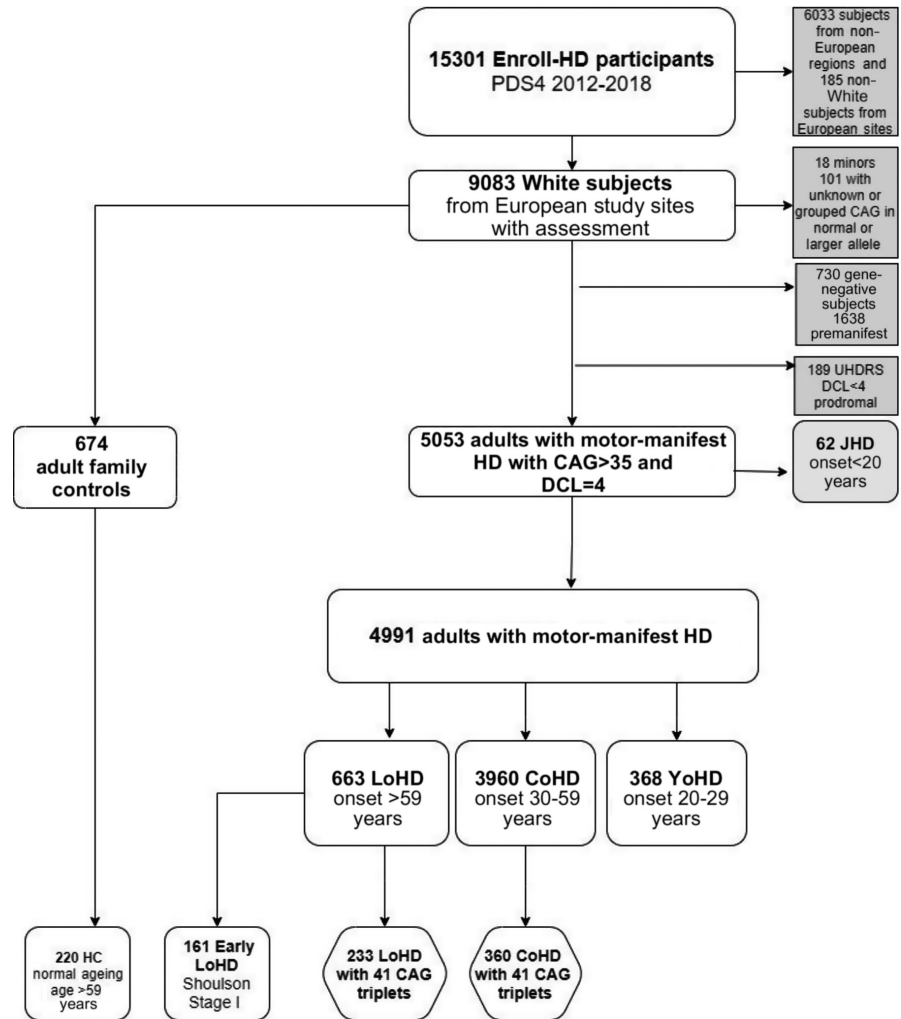 15301 Enroll-HD participants
PDS4 2012-2018
6033 subjects
from non-
European
regions and
185 non-
White
subjects from
European sites
9083 White subjects
from European study sites
with assessment
18 minors
101 with
unknown or
grouped CAG in
normal or
larger allele
730 gene-
negative
subjects
1638
premanifest
189 UHDRS
DCL<4
prodromal
674
adult family
controls
5053 adults with motor-manifest
HD with CAG>35 and
DCL=4
62 JHD
onset<20
years
4991 adults with motor-manifest HD
663 LoHD
onset >59
years
3960 CoHD
onset 30-59
years
368 YoHD
onset 20-29
years
220 HC
normal ageing
age >59
years
161 Early
LoHD
Shoulson
Stage I
233 LoHD
with 41 CAG
triplets
360 CoHD
with 41 CAG
triplets